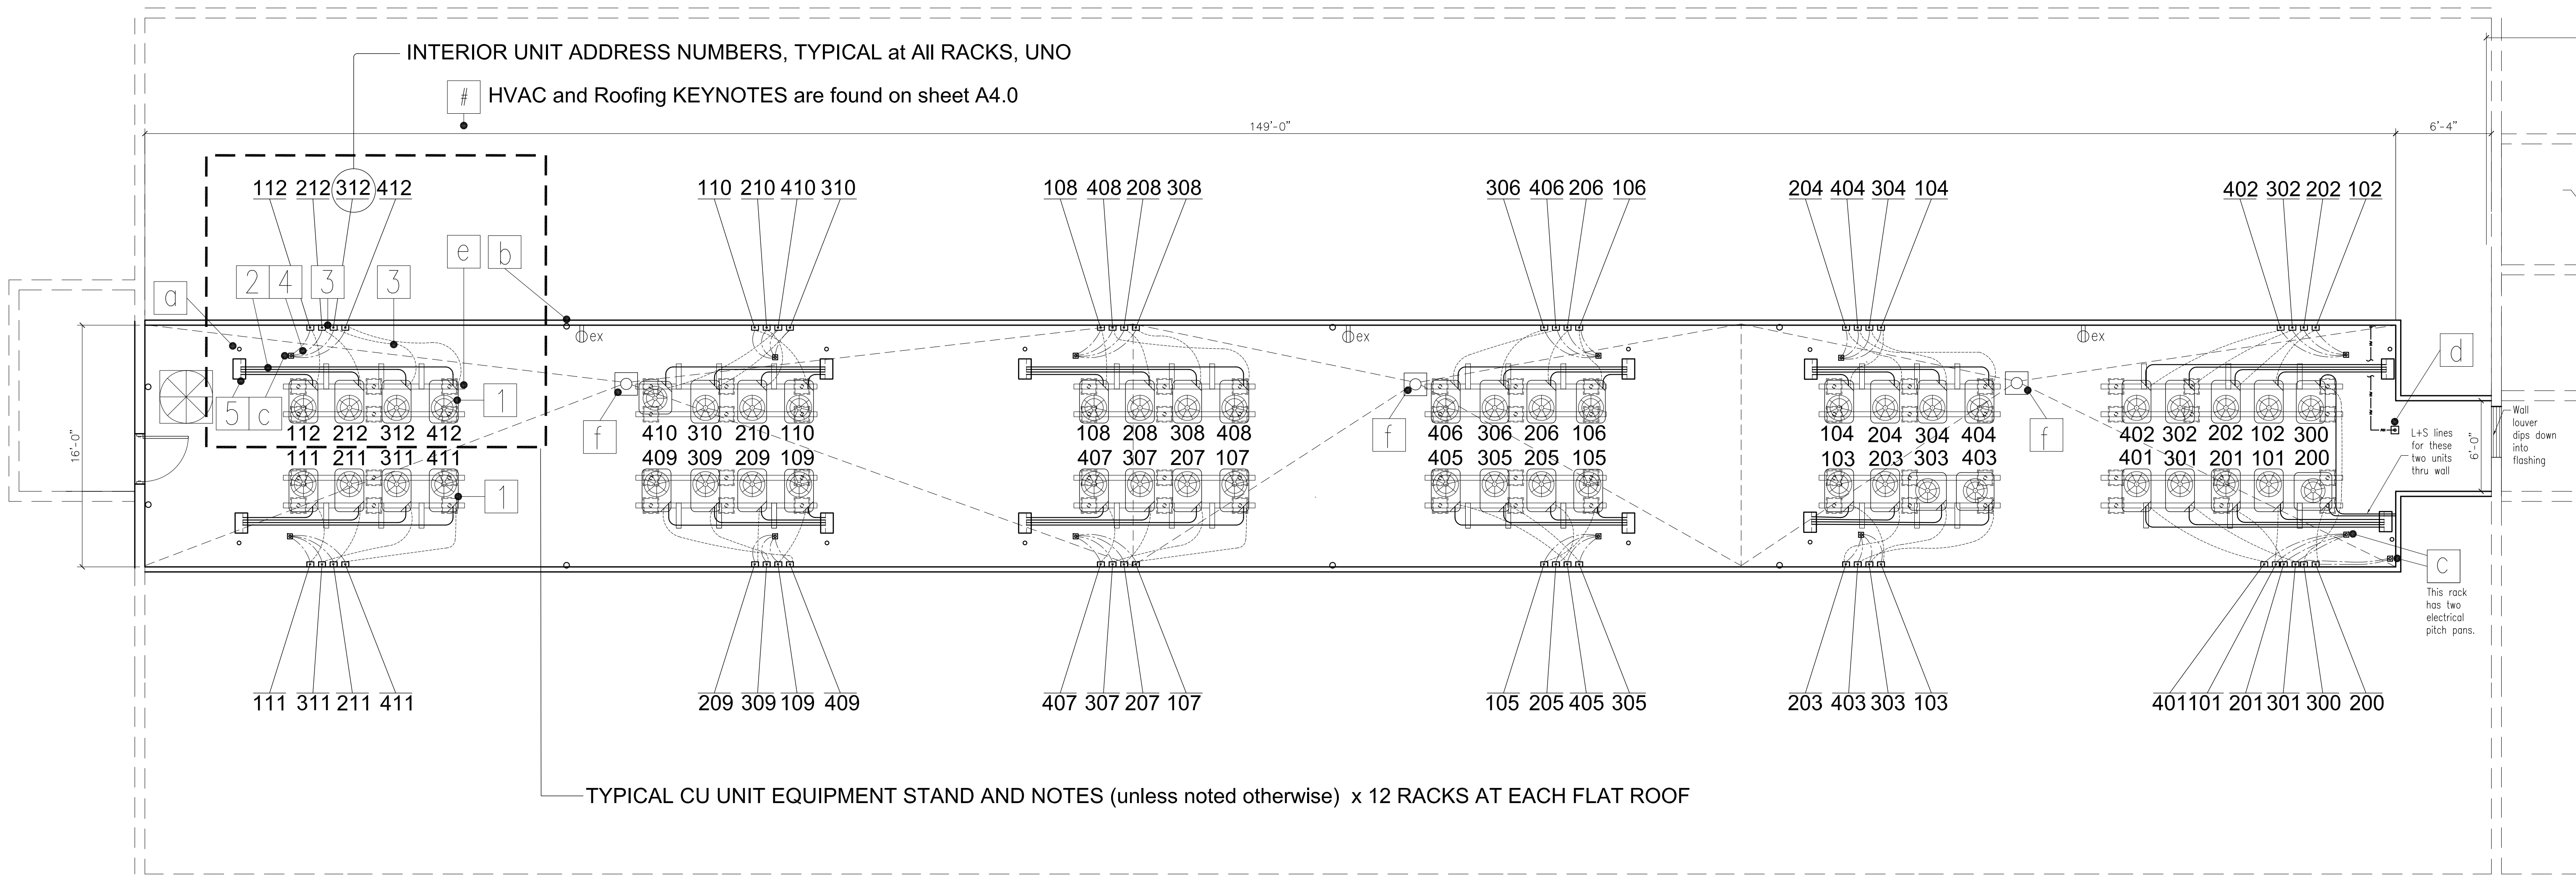 INTERIOR UNIT ADDRESS NUMBERS, TYPICAL at All RACKS, UNO
# HVAC and Roofing KEYNOTES are found on sheet A4.0
149'-0" 6'-4"
112 212 312 412 110 210 410 310 108 408 208 308 306 406 206 106 204 404 304 104 402 302 202 102
e b
2 4 3 3
a
ex ex ex
d
5 c 1
f f f
16'-0"
6'-0"
Wall
louver
dips down
into
flashing
L+S lines
for these
two units
thru wall
112 212 312 412 410 310 210 110 108 208 308 408 406 306 206 106 104 204 304 404 402 302 202 102 300
111 211 311 411 409 309 209 109 407 307 207 107 405 305 205 105 103 203 303 403 401 301 201 101 200
1
c
This rack
has two
electrical
pitch pans.
111 311 211 411 209 309 109 409 407 307 207 107 105 205 405 305 203 403 303 103 401 101 201 301 300 200
TYPICAL CU UNIT EQUIPMENT STAND AND NOTES (unless noted otherwise) x 12 RACKS AT EACH FLAT ROOF